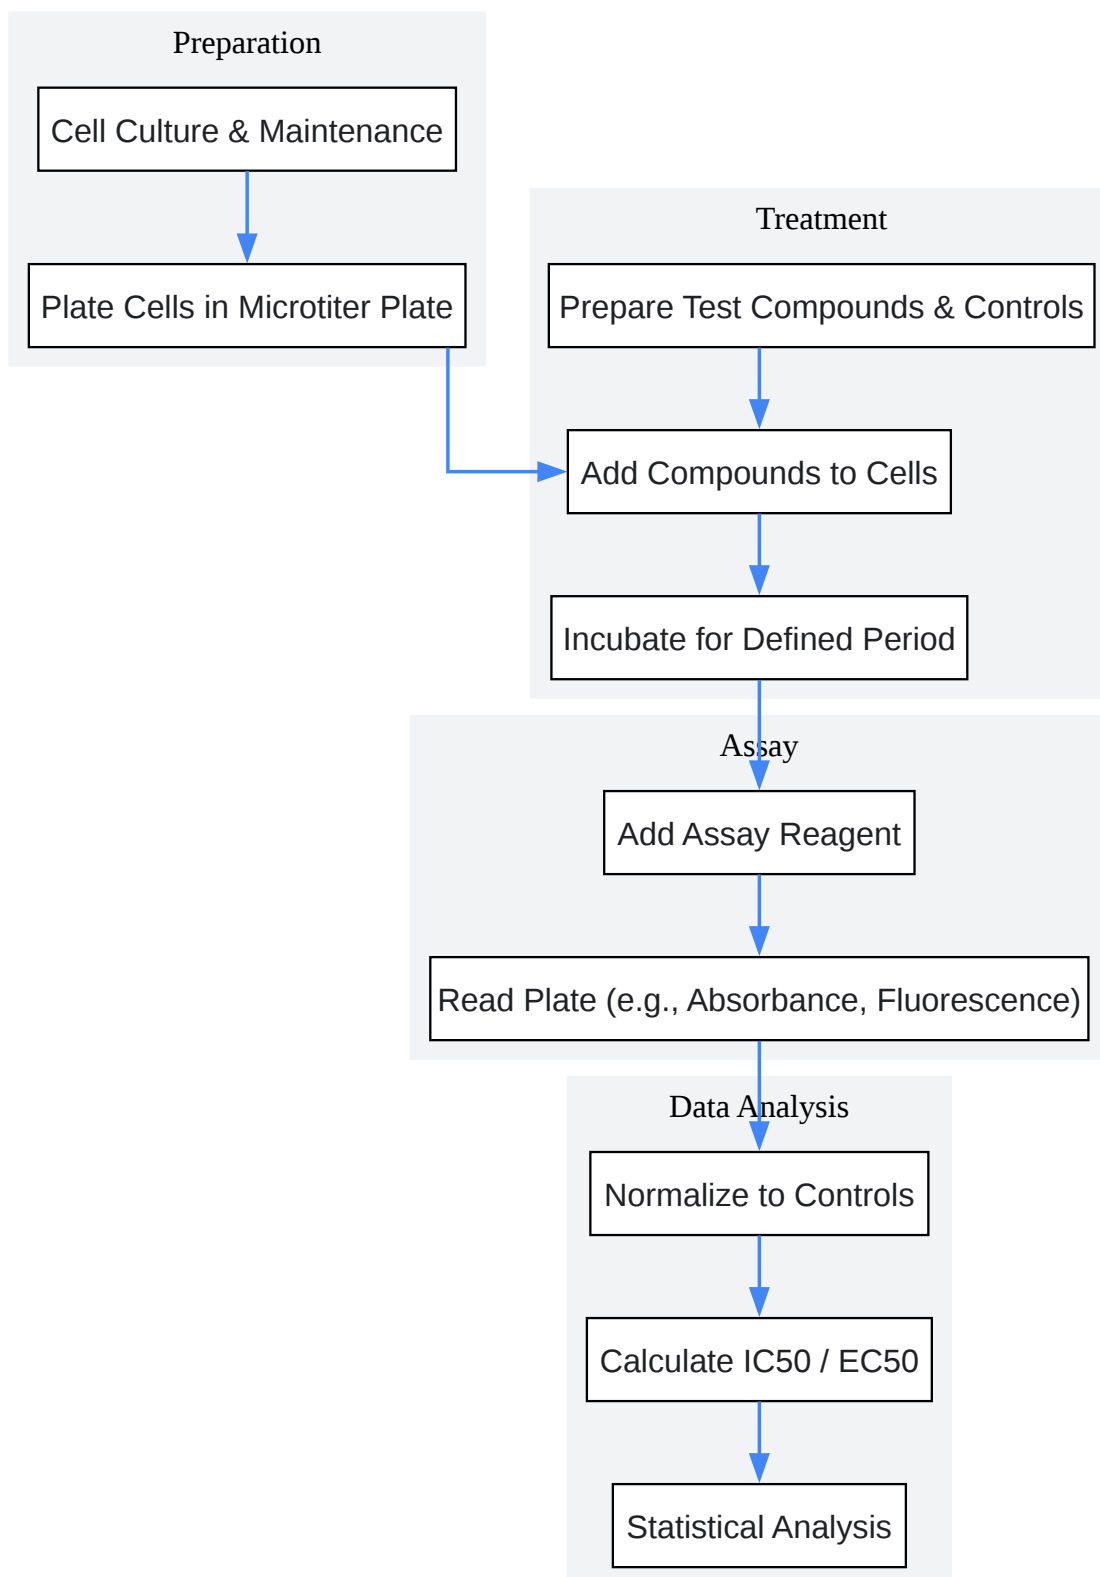 Preparation
Cell Culture & Maintenance
Plate Cells in Microtiter Plate
Treatment
Prepare Test Compounds & Controls
Add Compounds to Cells
Incubate for Defined Period
Assay
Add Assay Reagent
Read Plate (e.g., Absorbance, Fluorescence)
Data Analysis
Normalize to Controls
Calculate IC50 / EC50
Statistical Analysis